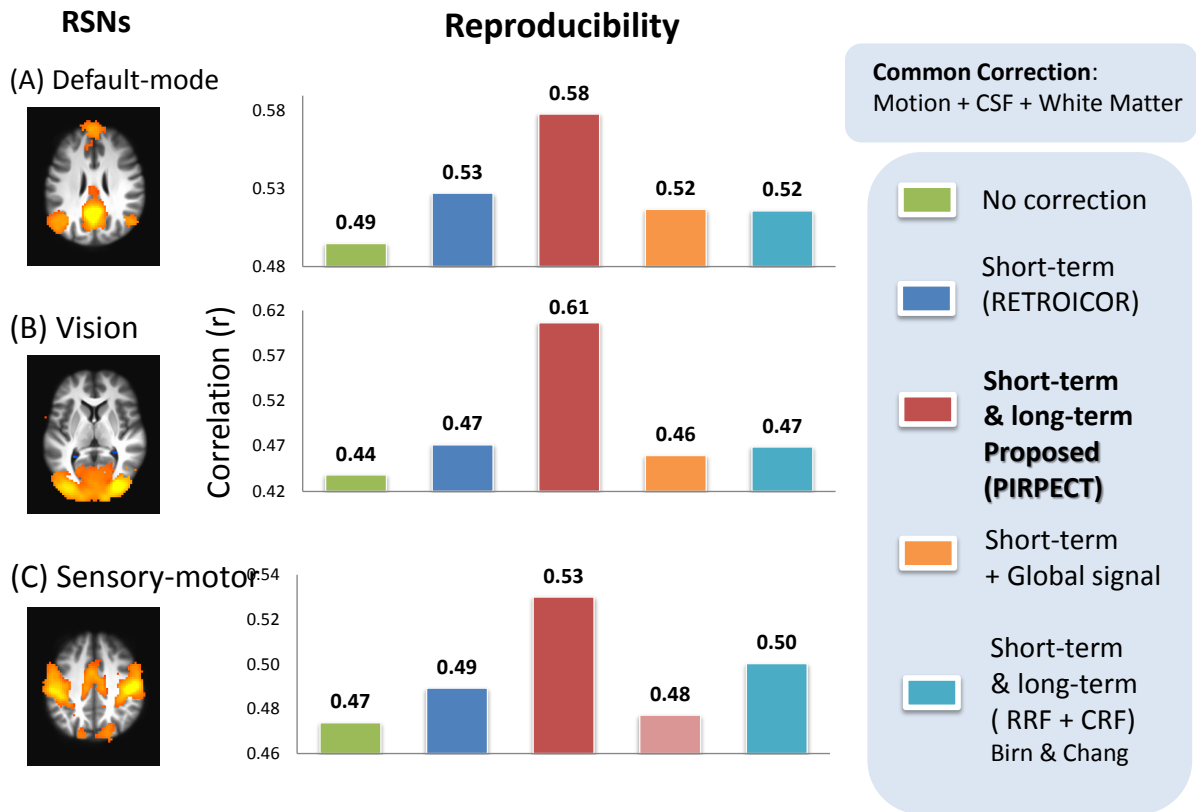 RSNs
Reproducibility
(A) Default-mode
0.58
0.53
0.48
0.49
0.53
0.58
0.52
0.52
(B) Vision
Correlation (r)
0.62
0.57
0.52
0.47
0.42
0.44
0.47
0.61
0.46
0.47
(C) Sensory-motor
0.54
0.52
0.50
0.48
0.46
0.47
0.49
0.53
0.48
0.50
Common Correction:
Motion + CSF + White Matter
No correction
Short-term
(RETROICOR)
Short-term
& long-term
Proposed
(PIRPECT)
Short-term
+ Global signal
Short-term
& long-term
( RRF + CRF)
Birn & Chang